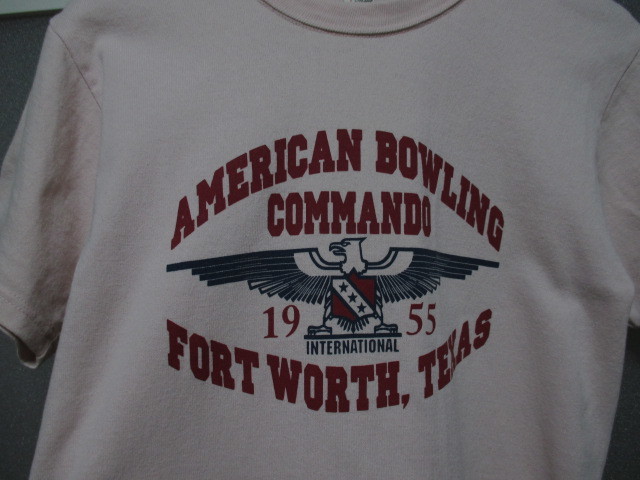 AMERICAN BOWLING
COMMANDO
19 55
INTERNATIONAL
FORT WORTH, TEXAS